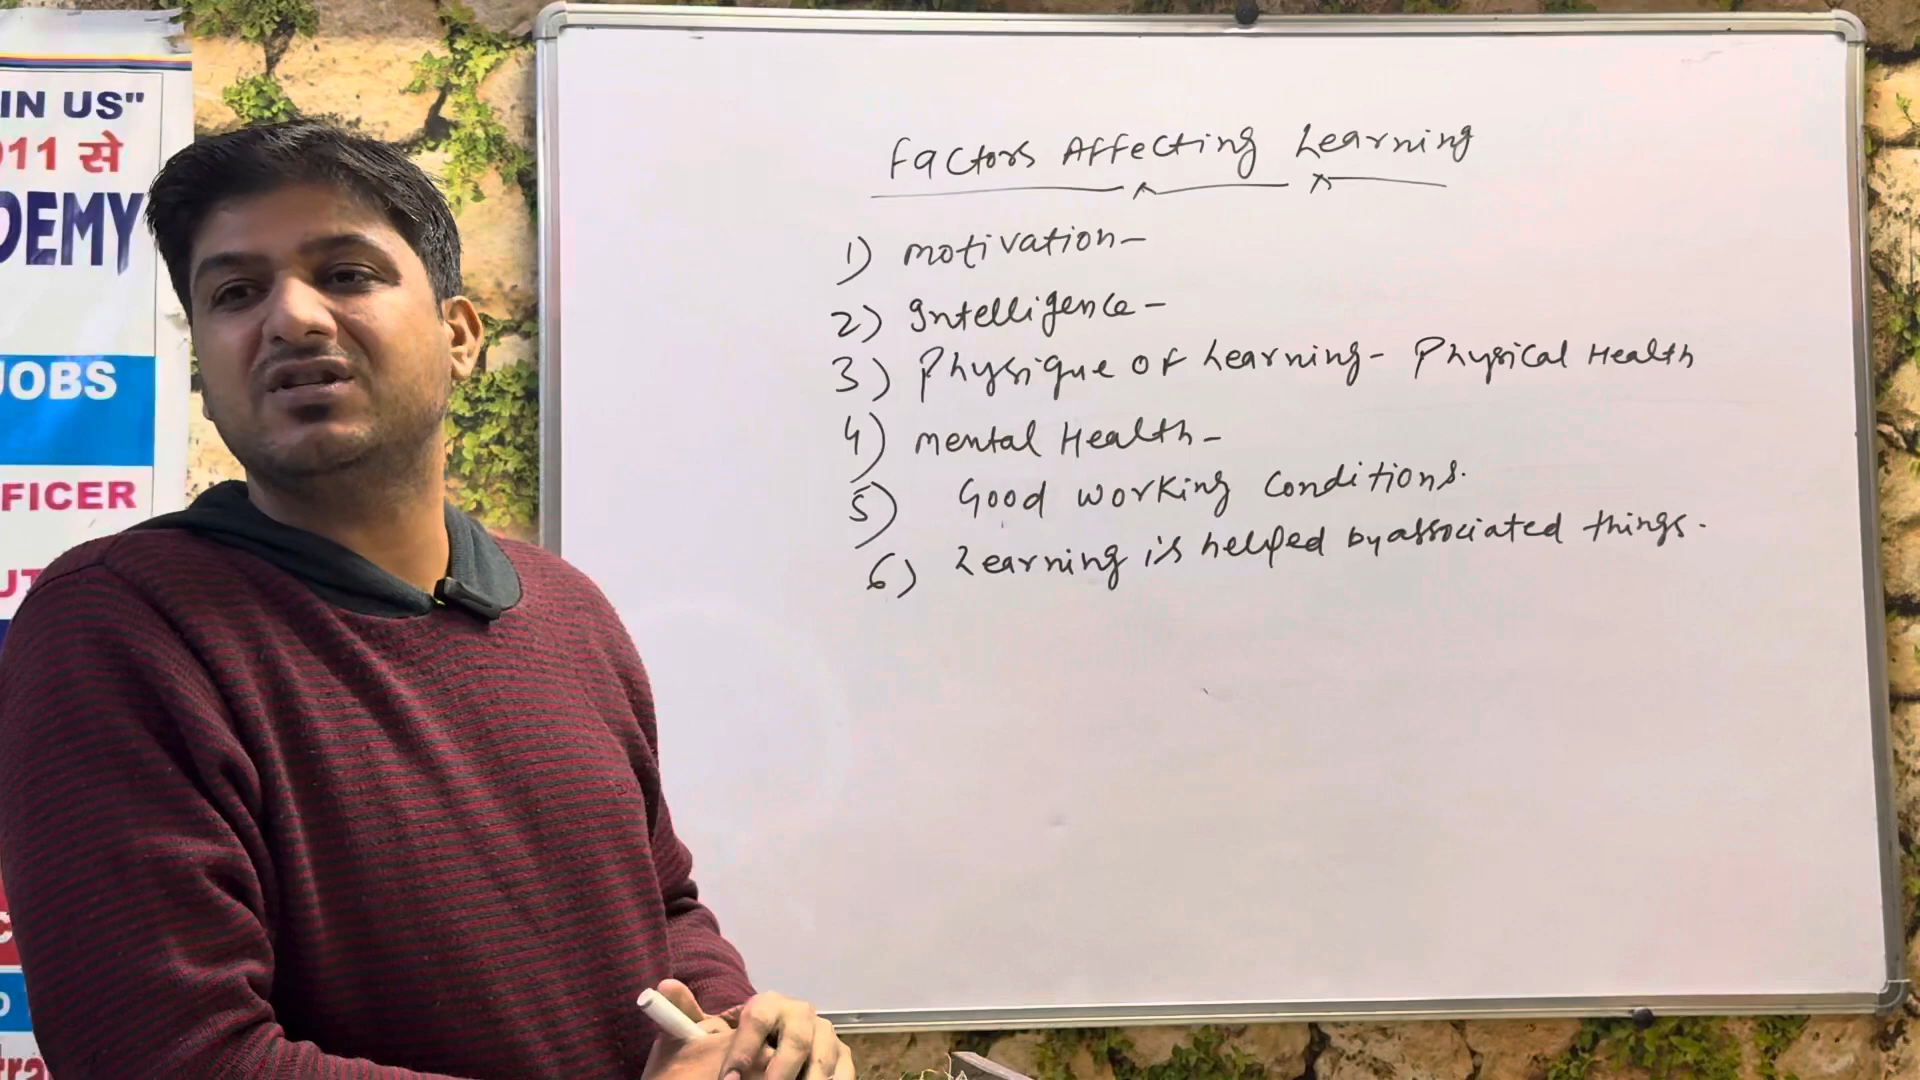 IN US"
011 से
DEMY
JOBS
FICER
UT
Factors Affecting Learning
1) Motivation-
2) Intelligence-
3) Physique of Learning- Physical Health
4) Mental Health-
5) Good working conditions.
6) Learning is helped by associated things.